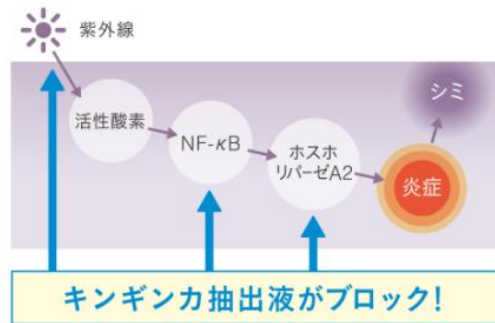 紫外線
活性酸素
NF-κB
ホスホ
リパーゼA2
炎症
シミ
キンギンカ抽出液がブロック!